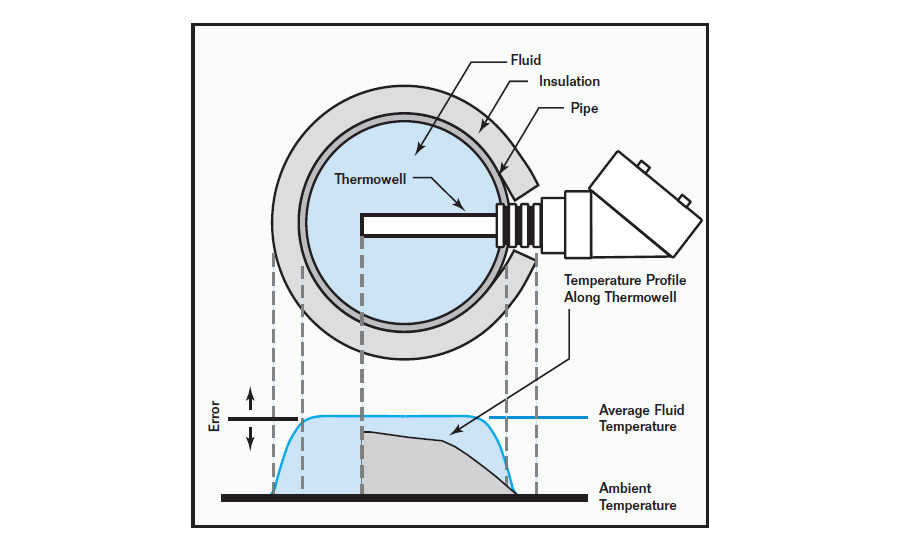 Fluid
Insulation
Pipe
Thermowell
Temperature Profile
Along Thermowell
Error
Average Fluid
Temperature
Ambient
Temperature